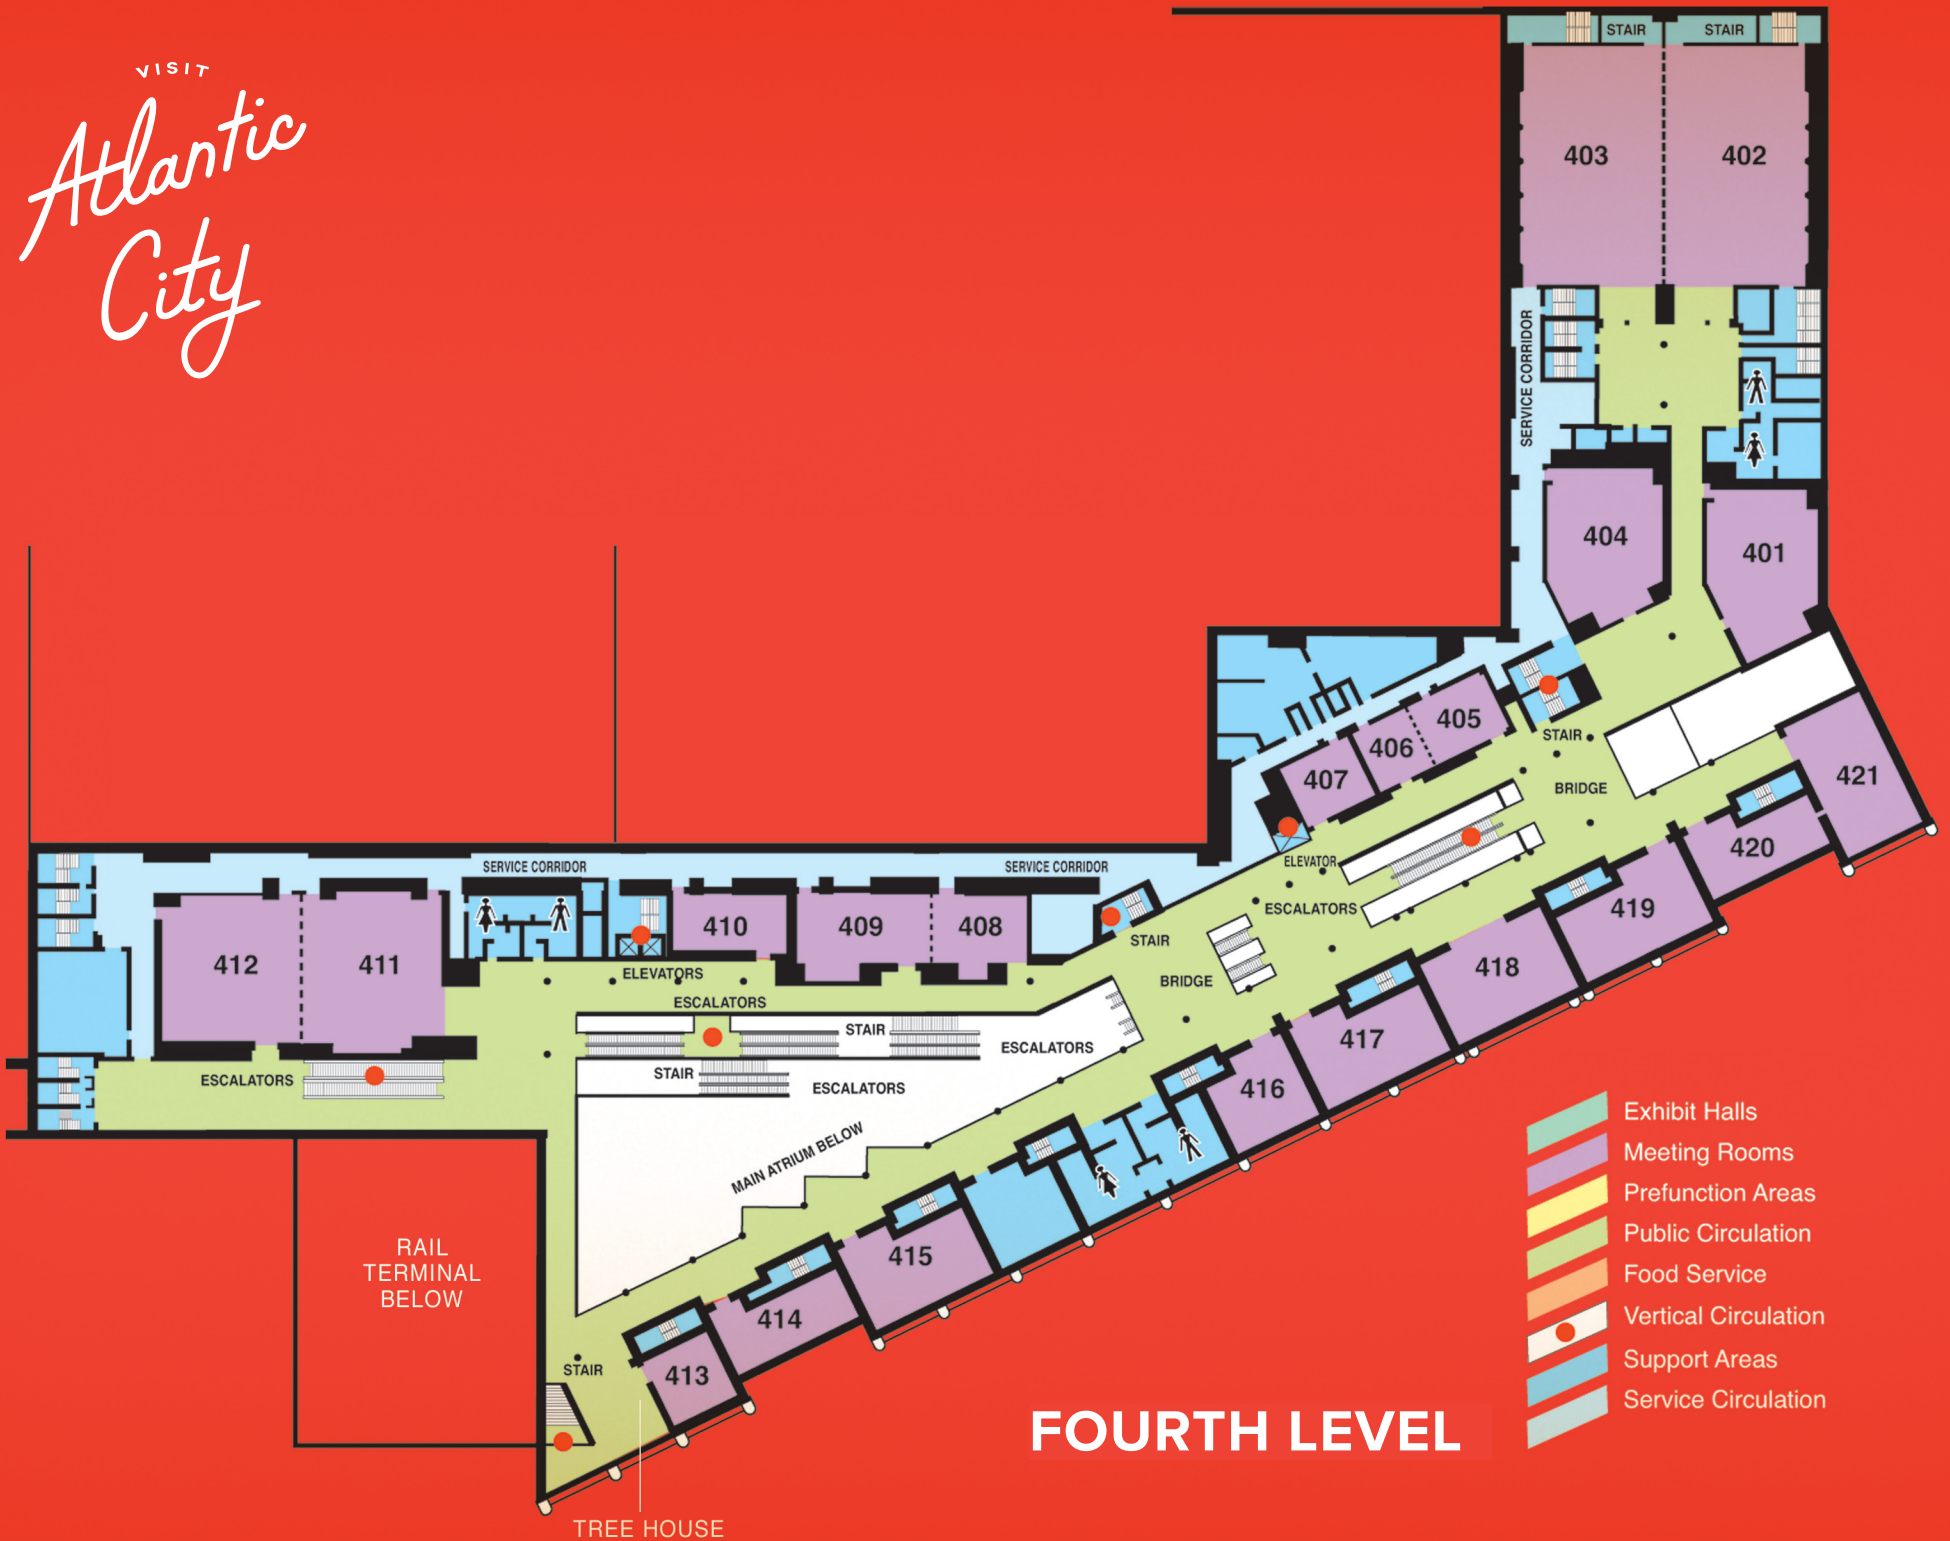 VISIT
Atlantic
City
STAIR
STAIR
403
402
SERVICE CORRIDOR
404
401
405
406
407
STAIR
BRIDGE
421
420
ELEVATOR
ESCALATORS
419
418
SERVICE CORRIDOR
SERVICE CORRIDOR
412
411
410
409
408
STAIR
ELEVATORS
BRIDGE
ESCALATORS
STAIR
ESCALATORS
417
416
ESCALATORS
STAIR
ESCALATORS
MAIN ATRIUM BELOW
415
414
413
STAIR
RAIL
TERMINAL
BELOW
TREE HOUSE
FOURTH LEVEL
Exhibit Halls
Meeting Rooms
Prefunction Areas
Public Circulation
Food Service
Vertical Circulation
Support Areas
Service Circulation